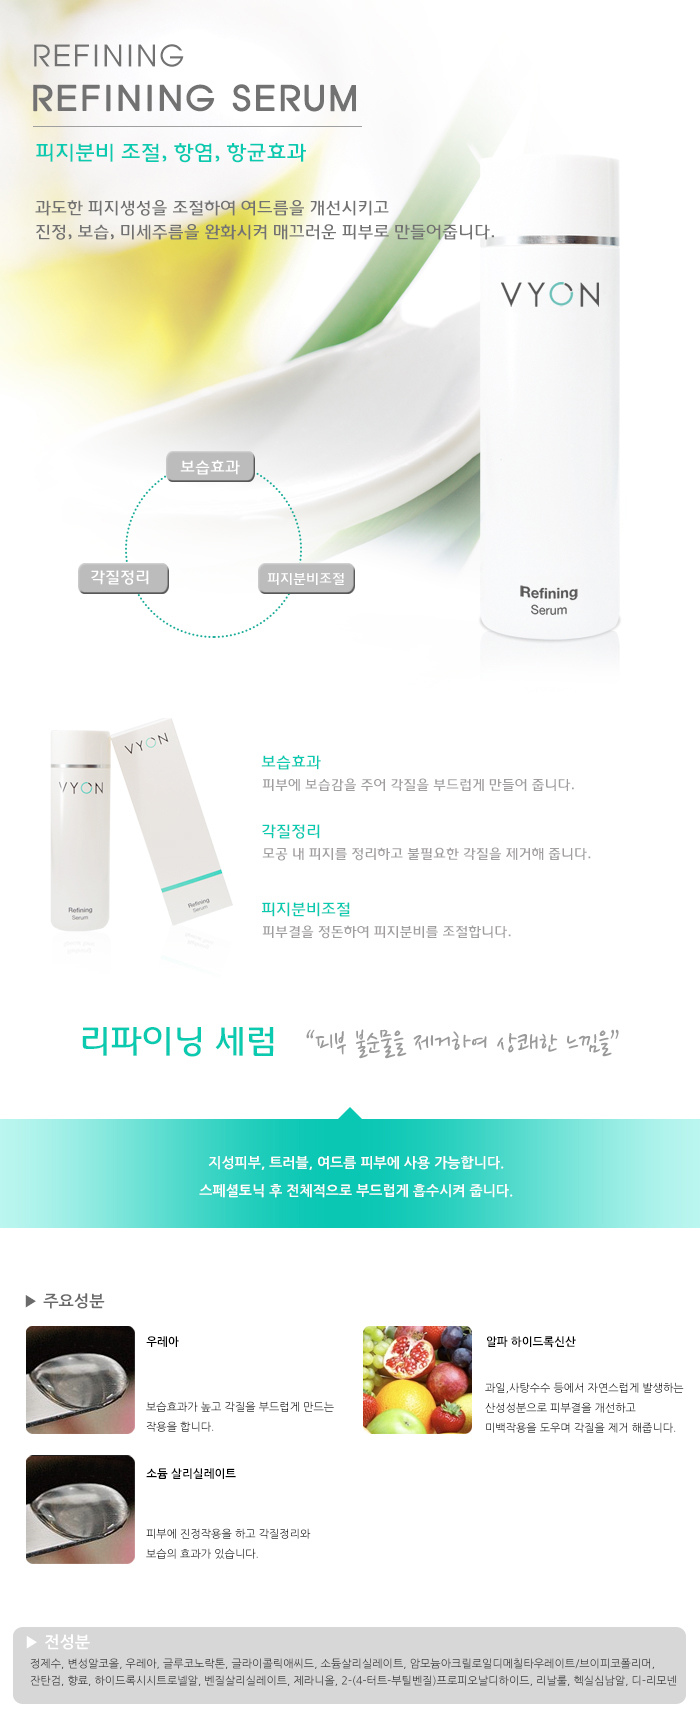 REFINING
REFINING SERUM
피지분비 조절, 항염, 항균효과
과도한 피지생성을 조절하여 여드름을 개선시키고
진정, 보습, 미세주름을 완화시켜 매끄러운 피부로 만들어줍니다.
VYON
보습효과
각질정리
피지분비조절
Refining
Serum
VYON
VYON
Refining
Serum
Refining
Serum
보습효과
피부에 보습감을 주어 각질을 부드럽게 만들어 줍니다.
각질정리
모공 내 피지를 정리하고 불필요한 각질을 제거해 줍니다.
피지분비조절
피부결을 정돈하여 피지분비를 조절합니다.
리파이닝 세럼 “피부 불순물을 제거하여 상쾌한 느낌을”
지성피부, 트러블, 여드름 피부에 사용 가능합니다.
스페셜토닉 후 전체적으로 부드럽게 흡수시켜 줍니다.
▶ 주요성분
우레아
보습효과가 높고 각질을 부드럽게 만드는
작용을 합니다.
알파 하이드록신산
과일,사탕수수 등에서 자연스럽게 발생하는
산성성분으로 피부결을 개선하고
미백작용을 도우며 각질을 제거 해줍니다.
소듐 살리실레이트
피부에 진정작용을 하고 각질정리와
보습의 효과가 있습니다.
▶ 전성분
정제수, 변성알코올, 우레아, 글루코노락톤, 글라이콜릭애씨드, 소듐살리실레이트, 암모늄아크릴로일디메칠타우레이트/브이피코폴리머,
잔탄검, 향료, 하이드록시시트로넬알, 벤질살리실레이트, 제라니올, 2-(4-터트-부틸벤질)프로피오날디하이드, 리날룰, 헥실심남알, 디-리모넨